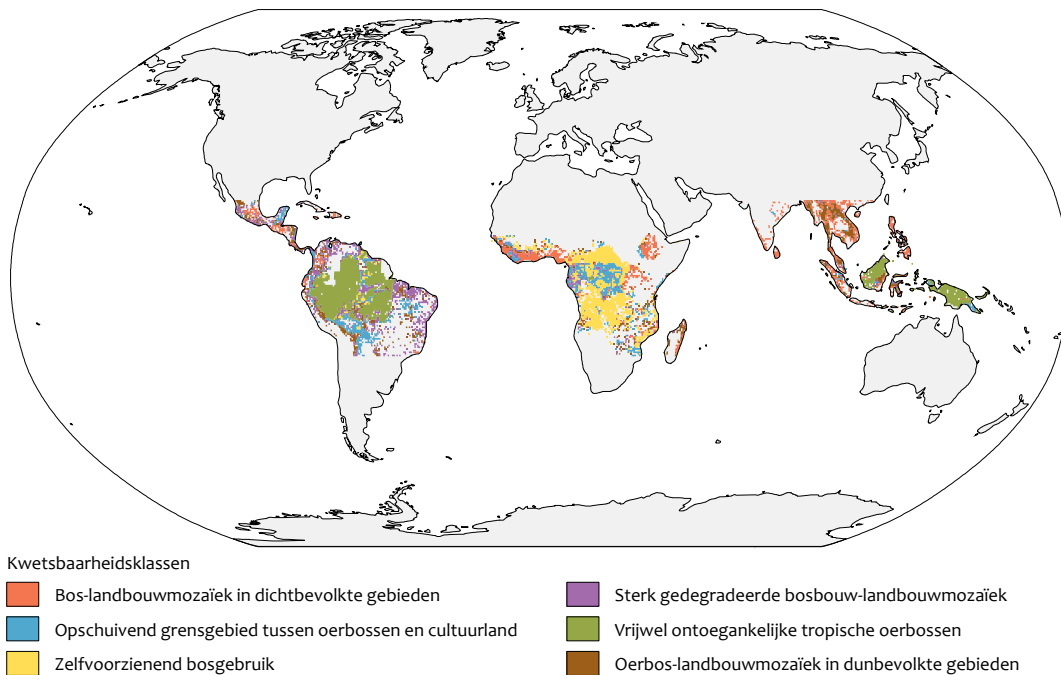 Kwetsbaarheidsklassen
Bos-landbouwmozaïek in dichtbevolkte gebieden
Opschuivend grensgebied tussen oerbossen en cultuurland
Zelfvoorzienend bosgebruik
Sterk gedegradeerde bosbouw-landbouwmozaïek
Vrijwel ontoegankelijke tropische oerbossen
Oerbos-landbouwmozaïek in dunbevolkte gebieden